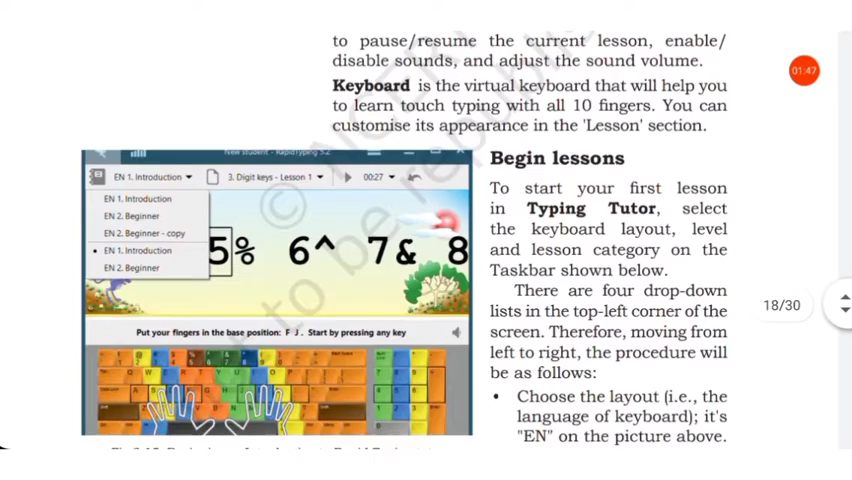 to pause/resume the current lesson, enable/
disable sounds, and adjust the sound volume.
Keyboard is the virtual keyboard that will help you
to learn touch typing with all 10 fingers. You can
customise its appearance in the 'Lesson' section.
01:47
New student - RapidTyping 5.2
EN 1. Introduction
3. Digit keys - Lesson 1
00:27
EN 1. Introduction
EN 2. Beginner
EN 2. Beginner - copy
EN 1. Introduction
EN 2. Beginner
5% 6^ 7& 8
Put your fingers in the base position: F J. Start by pressing any key
Begin lessons
To start your first lesson
in Typing Tutor, select
the keyboard layout, level
and lesson category on the
Taskbar shown below.
There are four drop-down
lists in the top-left corner of the
screen. Therefore, moving from
left to right, the procedure will
be as follows:
• Choose the layout (i.e., the
language of keyboard); it's
"EN" on the picture above.
18/30
© NCERT
to be republis